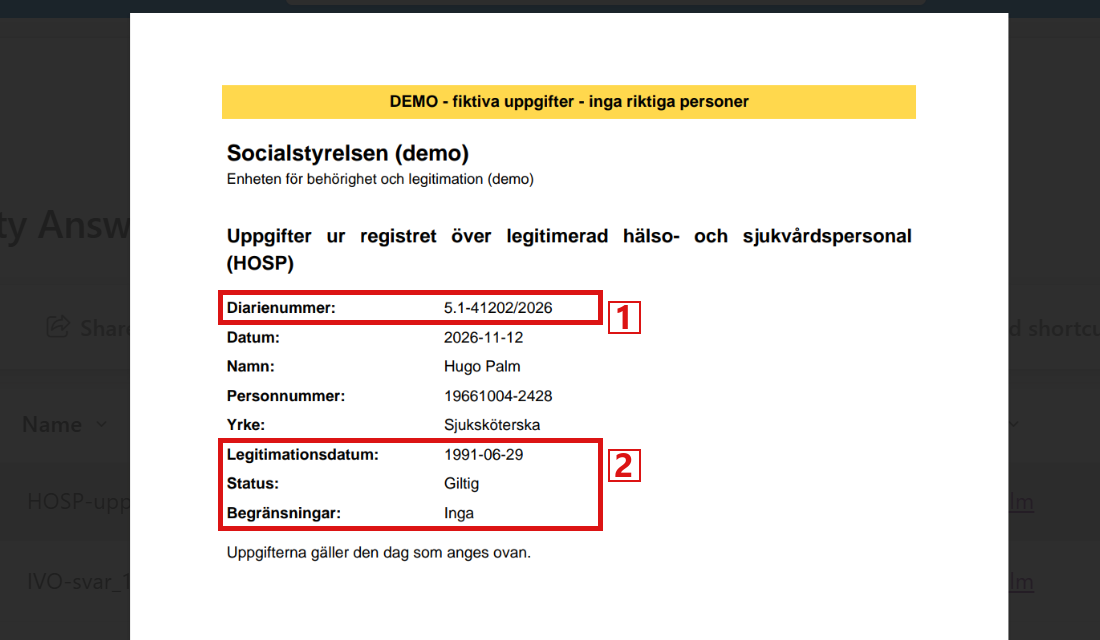 DEMO - fiktiva uppgifter - inga riktiga personer
Socialstyrelsen (demo)
Enheten för behörighet och legitimation (demo)
ty Answ
Uppgifter ur registret över legitimerad hälso- och sjukvårdspersonal
(HOSP)
Diarienummer: 5.1-41202/2026
1
Shar
d shortcu
Datum: 2026-11-12
Namn: Hugo Palm
Personnummer: 19661004-2428
Name
Yrke: Sjuksköterska
Legitimationsdatum: 1991-06-29
2
Status: Giltig
HOSP-upp
lm
Begränsningar: Inga
Uppgifterna gäller den dag som anges ovan.
IVO-svar_1
lm